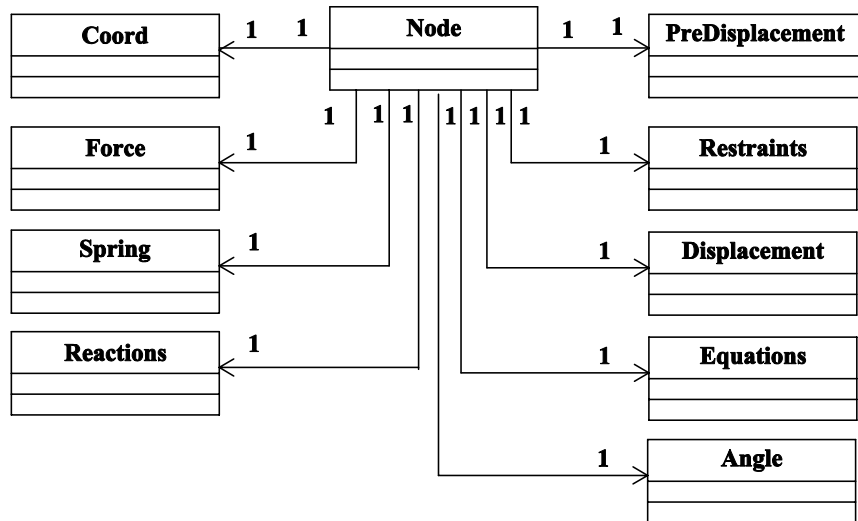 Coord 1 1 Node 1 1 PreDisplacement
1 1 1 1 1 1 1
Force 1 1 Restraints
Spring 1 1 Displacement
Reactions 1 1 Equations
1 Angle